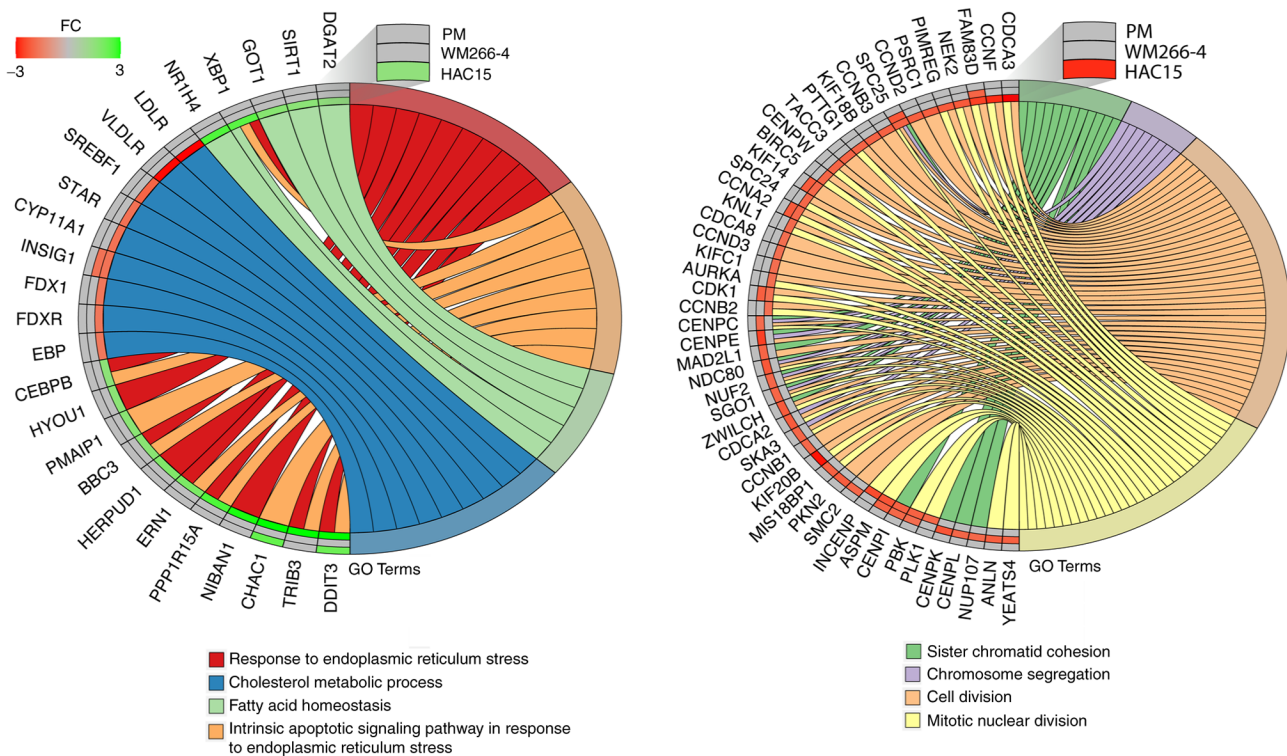 FC
−3
3
PM
WM266-4
HAC15
DGAT2
SIRT1
GOT1
XBP1
NR1H4
LDLR
VLDLR
SREBF1
STAR
CYP11A1
INSIG1
FDX1
FDXR
EBP
CEBPB
HYOU1
PMAIP1
BBC3
HERPUD1
ERN1
PPP1R15A
NIBAN1
CHAC1
TRIB3
DDIT3
GO Terms
Response to endoplasmic reticulum stress
Cholesterol metabolic process
Fatty acid homeostasis
Intrinsic apoptotic signaling pathway in response
to endoplasmic reticulum stress
PM
WM266-4
HAC15
CDCA3
CCNF
FAM83D
NEK2
PIMREG
PSRC1
CCND2
SPC25
CCNB3
KIF18B
PTTG1
TACC3
CENPW
BIRC5
KIF14
SPC24
CCNA2
KNL1
CDCA8
CCND3
KIFC1
AURKA
CDK1
CCNB2
CENPC
CENPE
MAD2L1
NDC80
NUF2
SGO1
ZWILCH
CDCA2
SKA3
CCNB1
KIF20B
MIS18BP1
PKN2
SMC2
INCENP
ASPM
CENPI
PBK
PLK1
CENPK
CENPL
NUP107
ANLN
YEATS4
GO Terms
Sister chromatid cohesion
Chromosome segregation
Cell division
Mitotic nuclear division